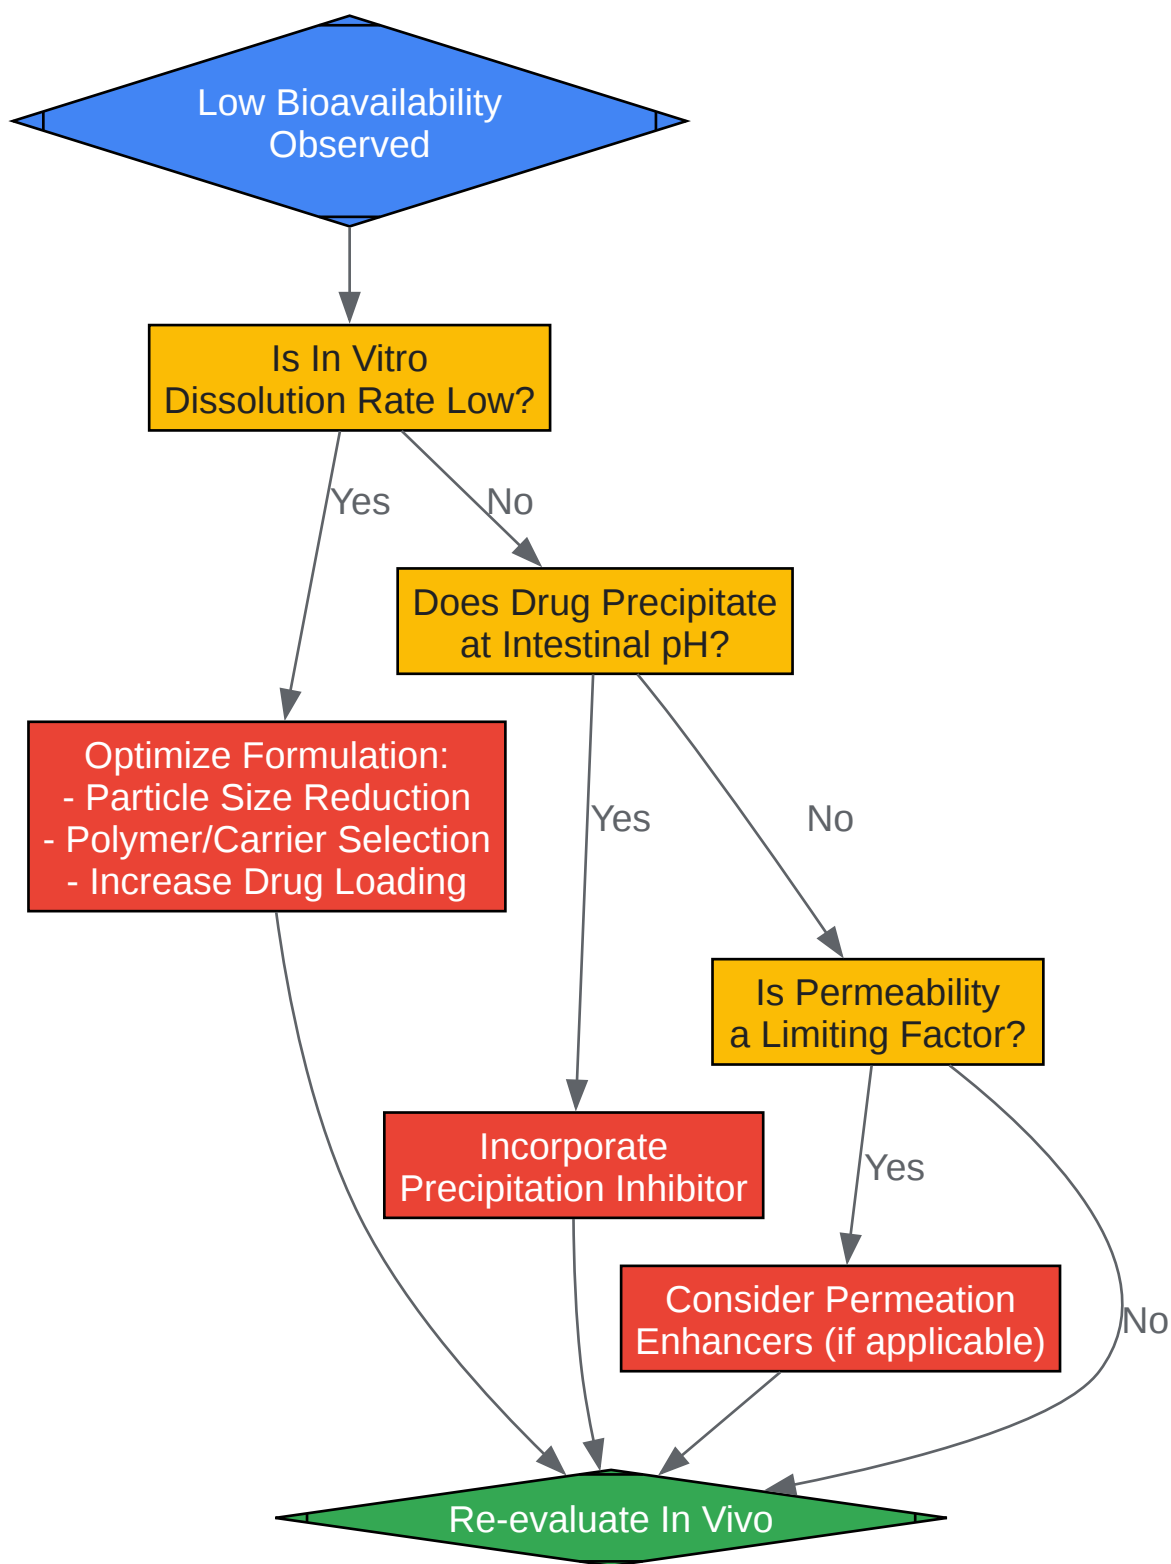 Low Bioavailability
Observed
Is In Vitro
Dissolution Rate Low?
Yes
No
Does Drug Precipitate
at Intestinal pH?
Optimize Formulation:
- Particle Size Reduction
- Polymer/Carrier Selection
- Increase Drug Loading
Yes
No
Is Permeability
a Limiting Factor?
Incorporate
Precipitation Inhibitor
Yes
Consider Permeation
Enhancers (if applicable)
No
Re-evaluate In Vivo